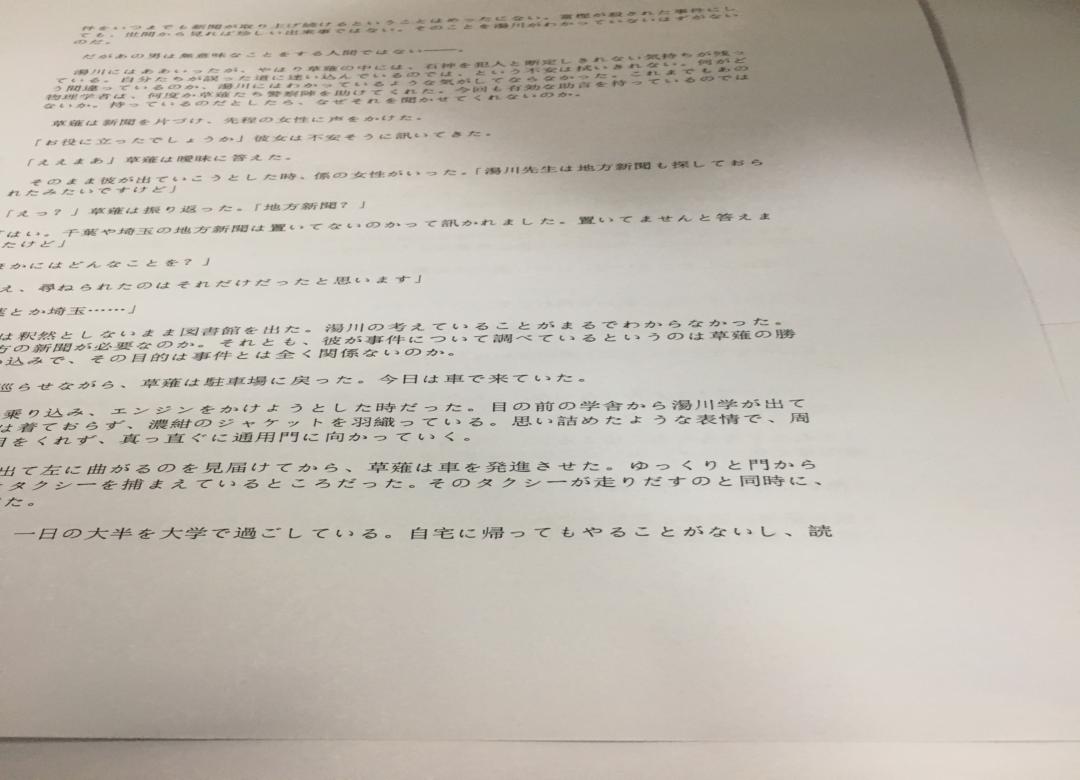 件をいつまでも新聞が取り上げ続けるということはめったにない。富樫が殺された事件にし
ても、世間から見れば珍しい出来事ではない。そのことを湯川がわかっていないはずがない
のだ。
だがあの男は無意味なことをする人間ではない――。
湯川にはああいったが、やはり草薙の中には、石神を犯人と断定しきれない気持ちが残っ
ている。自分たちが誤った道に迷い込んでいるのでは、という不安は拭いきれない。何がど
う間違っているのか、湯川にはわかっているような気がしてならなかった。これまでもあの
物理学者は、何度か草薙たち警察陣を助けてくれた。今回も有効な助言を持っているのでは
ないか。持っているのだとしたら、なぜそれを聞かせてくれないのか。
草薙は新聞を片づけ、先程の女性に声をかけた。
「お役に立ったでしょうか」彼女は不安そうに訊いてきた。
「ええまあ」草薙は曖昧に答えた。
そのまま彼が出ていこうとした時、係の女性がいった。「湯川先生は地方新聞も探しておら
れたみたいですけど」
「えっ？」草薙は振り返った。「地方新聞？」
「はい。千葉や埼玉の地方新聞は置いてないのかって訊かれました。置いてませんと答えま
たけど」
かにはどんなことを？」
え、尋ねられたのはそれだけだったと思います」
とか埼玉……」
は釈然としないまま図書館を出た。湯川の考えていることがまるでわからなかった。
方の新聞が必要なのか。それとも、彼が事件について調べているというのは草薙の勝
込みで、その目的は事件とは全く関係ないのか。
巡らせながら、草薙は駐車場に戻った。今日は車で来ていた。
乗り込み、エンジンをかけようとした時だった。目の前の学舎から湯川学が出て
は着ておらず、濃紺のジャケットを羽織っている。思い詰めたような表情で、周
目をくれず、真っ直ぐに通用門に向かっていく。
出て左に曲がるのを見届けてから、草薙は車を発進させた。ゆっくりと門から
タクシーを捕まえているところだった。そのタクシーが走りだすのと同時に、
た。
一日の大半を大学で過ごしている。自宅に帰ってもやることがないし、読